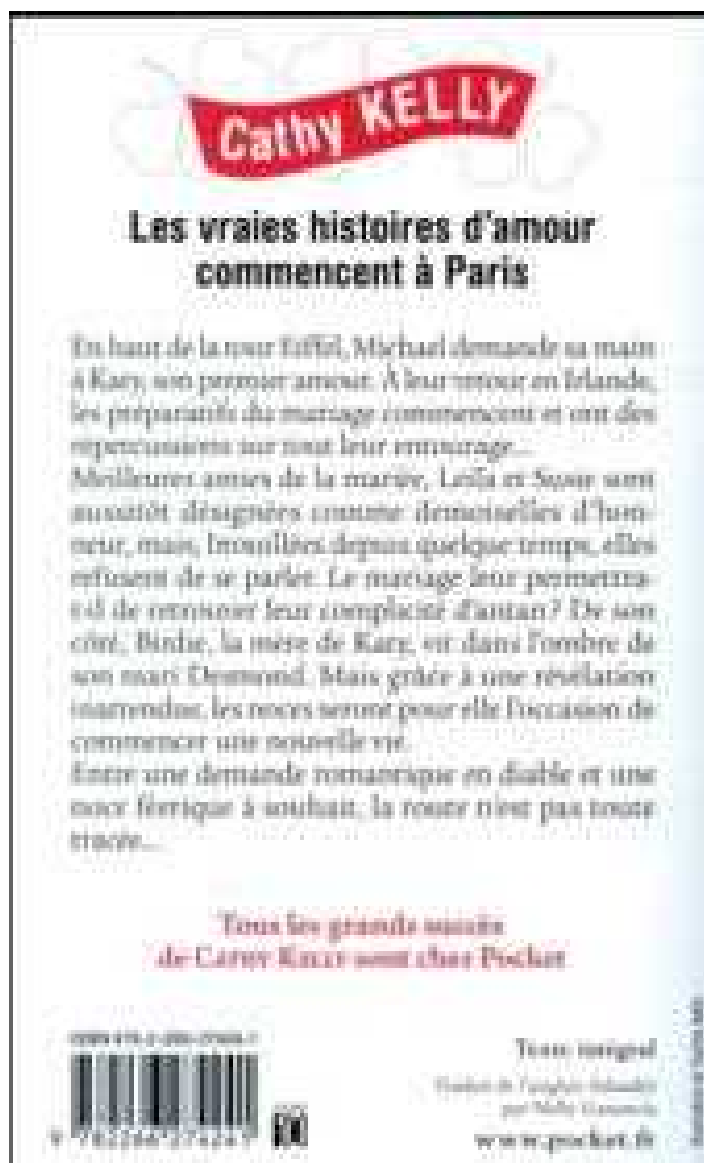 Cathy KELLY
Les vraies histoires d'amour
commencent à Paris
En haut de la tour Eiffel, Michael demande sa main
à Katy, son premier amour. À leur retour en Irlande,
les préparatifs du mariage commencent et ont des
répercussions sur tout leur entourage...
Meilleures amies de la mariée, Leila et Susie sont
aussitôt désignées comme demoiselles d'hon-
neur, mais, brouillées depuis quelque temps, elles
refusent de se parler. Le mariage leur permettra-
t-il de retrouver leur complicité d'antan ? De son
côté, Birdie, la mère de Katy, vit dans l'ombre de
son mari Desmond. Mais grâce à une révélation
inattendue, les noces seront pour elle l'occasion de
commencer une nouvelle vie.
Entre une demande romantique en diable et une
noce féerique à souhait, la route n'est pas toute
tracée...
Tous les grands succès
de CATHY KELLY sont chez Pocket
Texte intégral
Traduit de l'anglais (Irlande)
par
www.pocket.fr